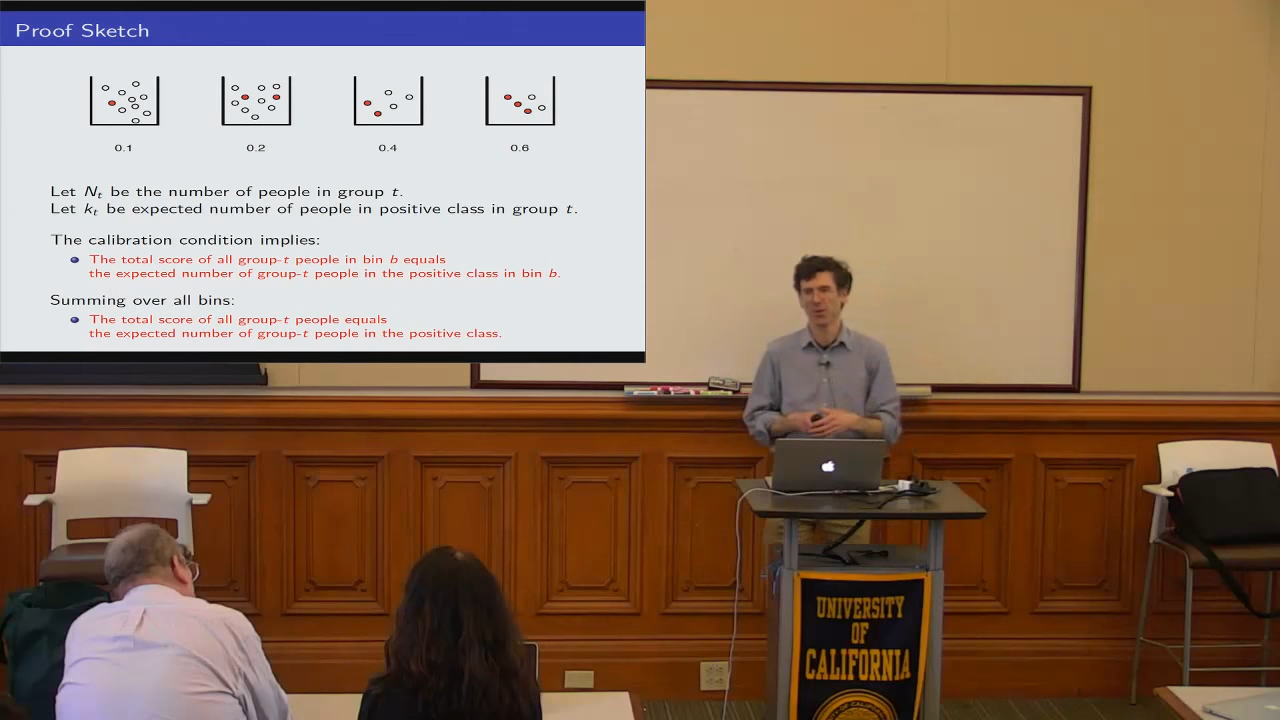 Proof Sketch
0.1 0.2 0.4 0.6
Let Nt be the number of people in group t.
Let kt be expected number of people in positive class in group t.
The calibration condition implies:
The total score of all group-t people in bin b equals
the expected number of group-t people in the positive class in bin b.
Summing over all bins:
The total score of all group-t people equals
the expected number of group-t people in the positive class.
UNIVERSITY
OF
CALIFORNIA